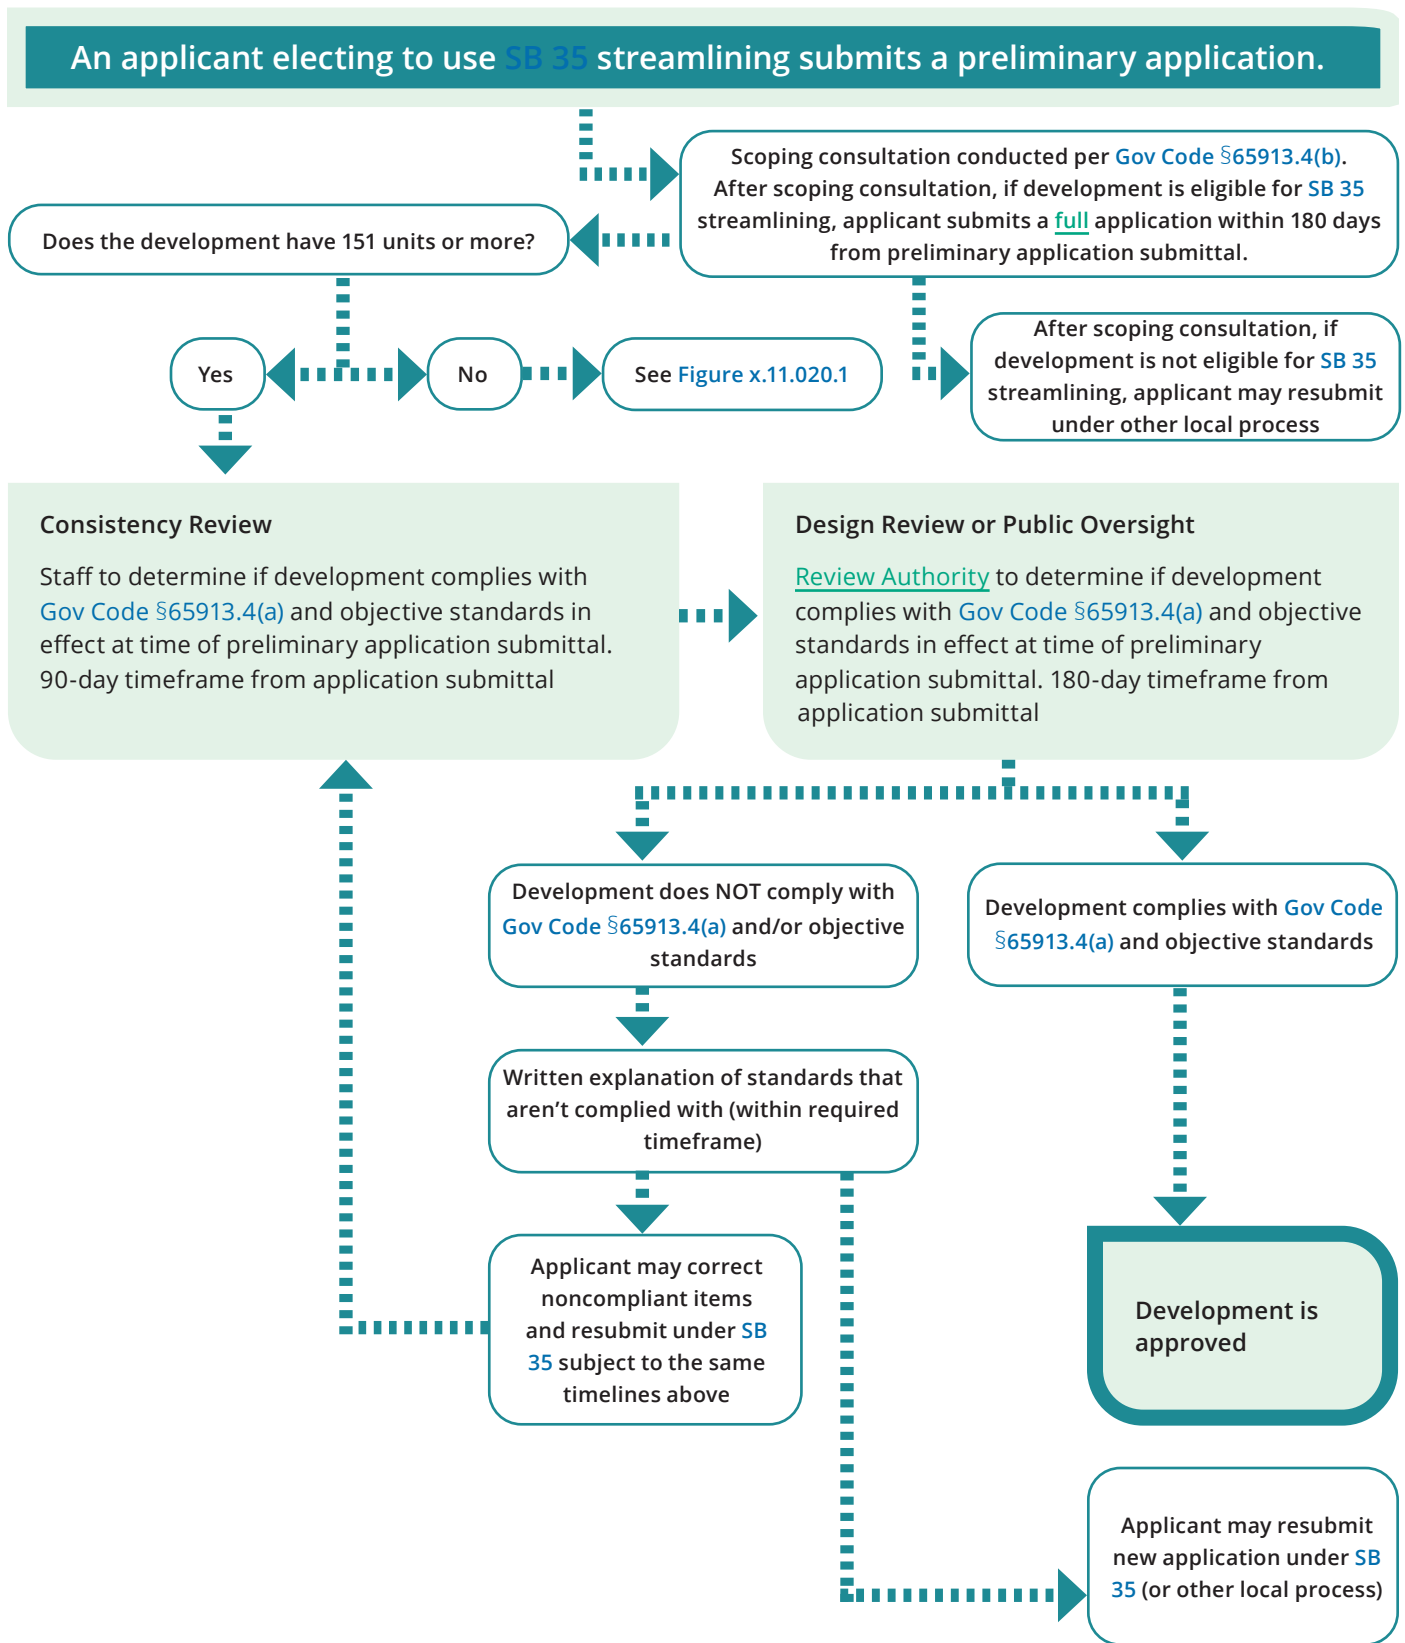 An applicant electing to use SB 35 streamlining submits a preliminary application.
Scoping consultation conducted per Gov Code §65913.4(b).
After scoping consultation, if development is eligible for SB 35
streamlining, applicant submits a full application within 180 days
from preliminary application submittal.
Does the development have 151 units or more?
After scoping consultation, if
development is not eligible for SB 35
streamlining, applicant may resubmit
under other local process
Yes
No
See Figure x.11.020.1
Consistency Review
Staff to determine if development complies with
Gov Code §65913.4(a) and objective standards in
effect at time of preliminary application submittal.
90-day timeframe from application submittal
Design Review or Public Oversight
Review Authority to determine if development
complies with Gov Code §65913.4(a) and objective
standards in effect at time of preliminary
application submittal. 180-day timeframe from
application submittal
Development does NOT comply with
Gov Code §65913.4(a) and/or objective
standards
Development complies with Gov Code
§65913.4(a) and objective standards
Written explanation of standards that
aren’t complied with (within required
timeframe)
Applicant may correct
noncompliant items
and resubmit under SB
35 subject to the same
timelines above
Development is
approved
Applicant may resubmit
new application under SB
35 (or other local process)